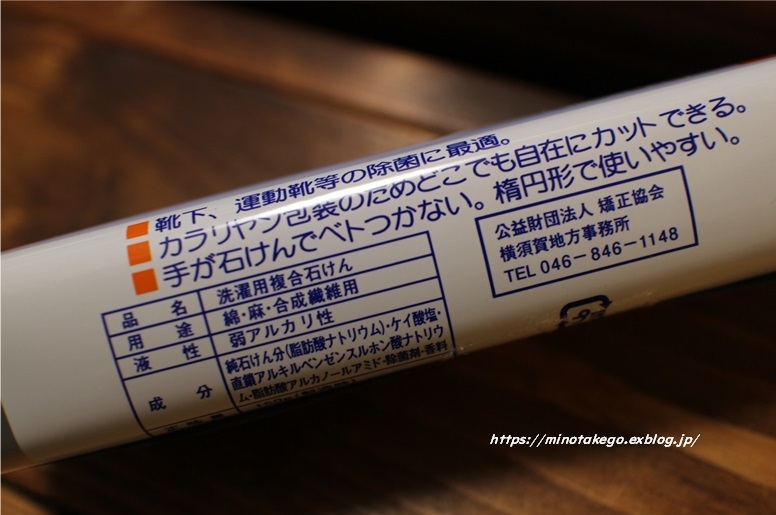 靴下、運動靴等の除菌に最適。
カラリヤン包装のためどこでも自在にカットできる。
手が石けんでベトつかない。楕円形で使いやすい。
品名 洗濯用複合石けん
用途 綿・麻・合成繊維用
液性 弱アルカリ性
成分 純石けん分(脂肪酸ナトリウム)・ケイ酸塩・
直鎖アルキルベンゼンスルホン酸ナトリウ
ム・脂肪酸アルカノールアミド・除菌剤・香料
公益財団法人 矯正協会
横須賀地方事務所
TEL 046-846-1148
https://minotakego.exblog.jp/